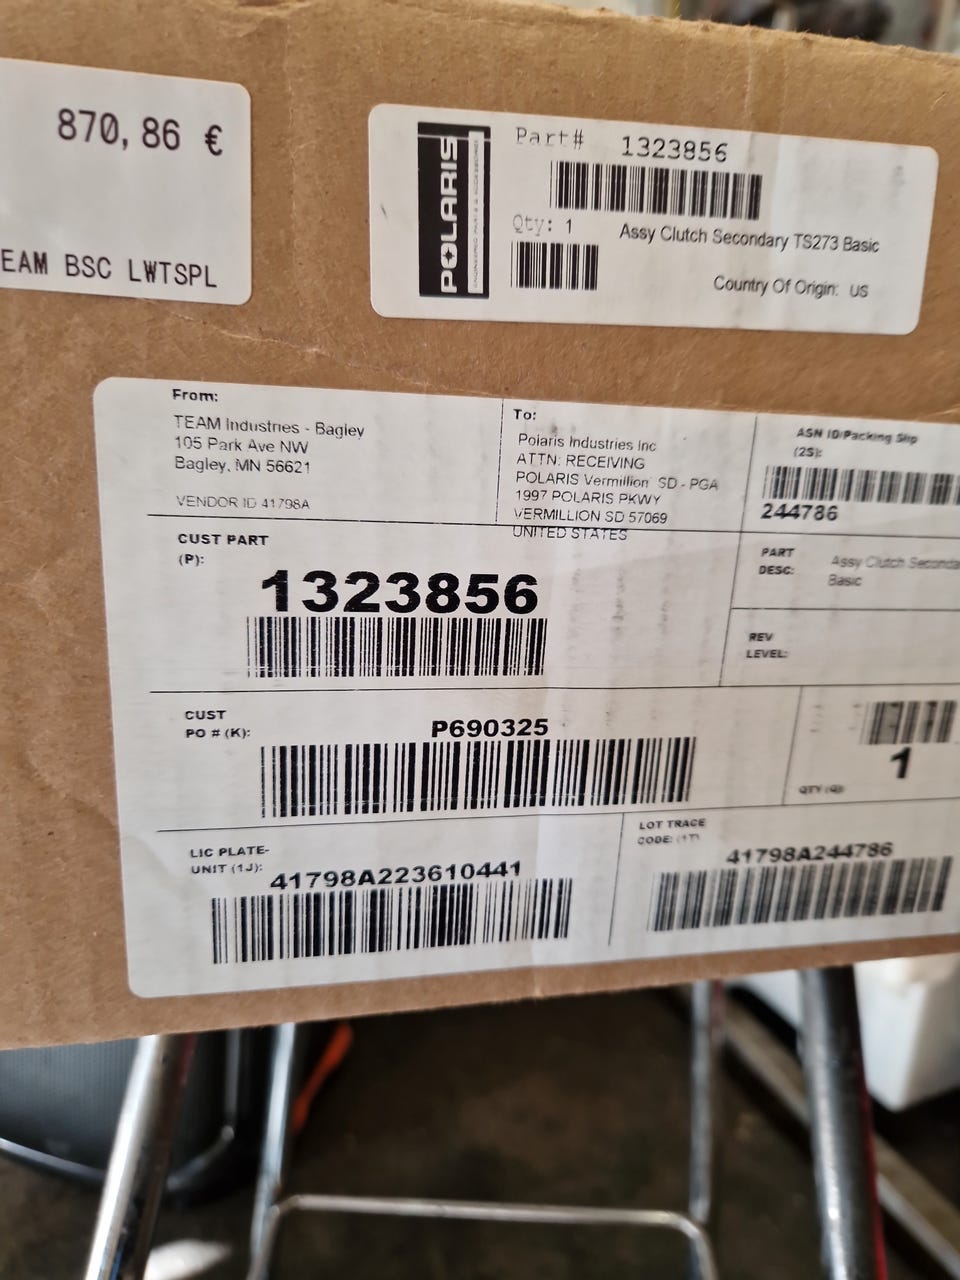 870,86 €
EAM BSC LWTSPL
POLARIS
Part# 1323856
Qty: 1
Assy Clutch Secondary TS273 Basic
Country Of Origin: US
From:
TEAM Industries - Bagley
105 Park Ave NW
Bagley, MN 56621
VENDOR ID 41798A
To:
Polaris Industries Inc
ATTN: RECEIVING
POLARIS Vermillion SD - PGA
1997 POLARIS PKWY
VERMILLION SD 57069
UNITED STATES
ASN ID/Packing Slip
(2S):
244786
CUST PART
(P):
1323856
PART
DESC:
Assy Clutch Seconda
Basic
REV
LEVEL:
CUST
PO # (K):
P690325
1
QTY (Q)
LIC PLATE-
UNIT (1J):
41798A223610441
LOT TRACE
CODE: (1T)
41798A244786